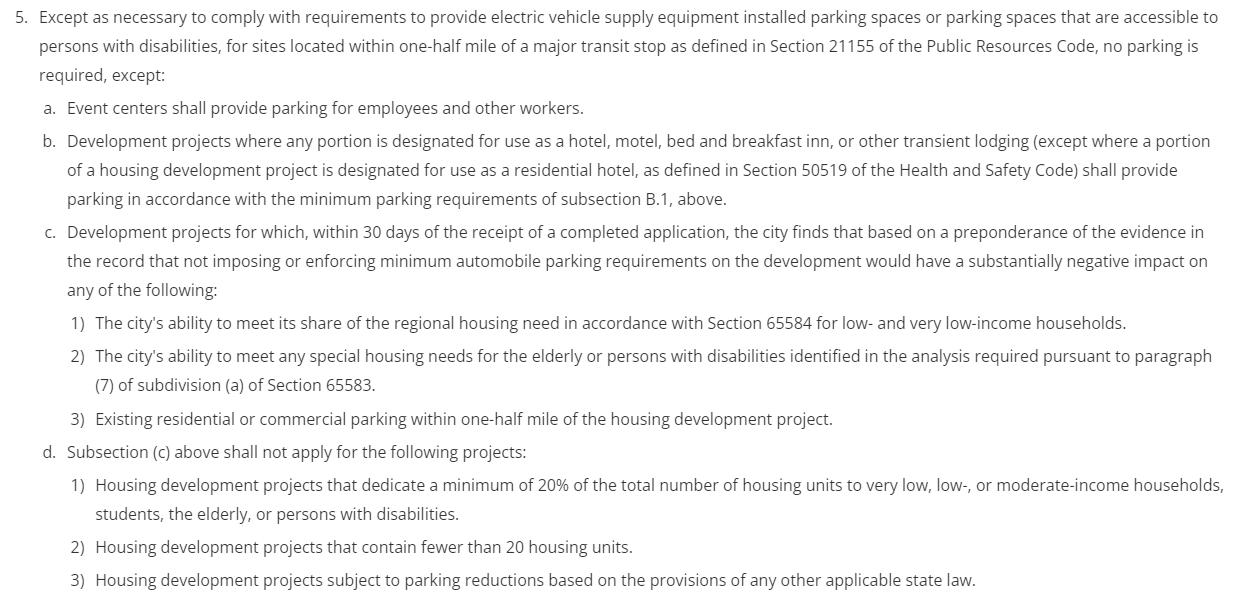 5. Except as necessary to comply with requirements to provide electric vehicle supply equipment installed parking spaces or parking spaces that are accessible to
persons with disabilities, for sites located within one-half mile of a major transit stop as defined in Section 21155 of the Public Resources Code, no parking is
required, except:
a. Event centers shall provide parking for employees and other workers.
b. Development projects where any portion is designated for use as a hotel, motel, bed and breakfast inn, or other transient lodging (except where a portion
of a housing development project is designated for use as a residential hotel, as defined in Section 50519 of the Health and Safety Code) shall provide
parking in accordance with the minimum parking requirements of subsection B.1, above.
c. Development projects for which, within 30 days of the receipt of a completed application, the city finds that based on a preponderance of the evidence in
the record that not imposing or enforcing minimum automobile parking requirements on the development would have a substantially negative impact on
any of the following:
1) The city's ability to meet its share of the regional housing need in accordance with Section 65584 for low- and very low-income households.
2) The city's ability to meet any special housing needs for the elderly or persons with disabilities identified in the analysis required pursuant to paragraph
(7) of subdivision (a) of Section 65583.
3) Existing residential or commercial parking within one-half mile of the housing development project.
d. Subsection (c) above shall not apply for the following projects:
1) Housing development projects that dedicate a minimum of 20% of the total number of housing units to very low, low-, or moderate-income households,
students, the elderly, or persons with disabilities.
2) Housing development projects that contain fewer than 20 housing units.
3) Housing development projects subject to parking reductions based on the provisions of any other applicable state law.